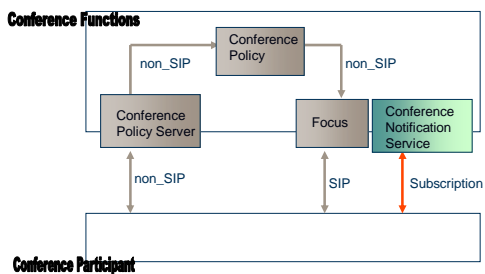 Conference Functions
Conference
Policy
non_SIP
non_SIP
Conference
Policy Server
Focus
Conference
Notification
Service
non_SIP
SIP
Subscription
Conference Participant